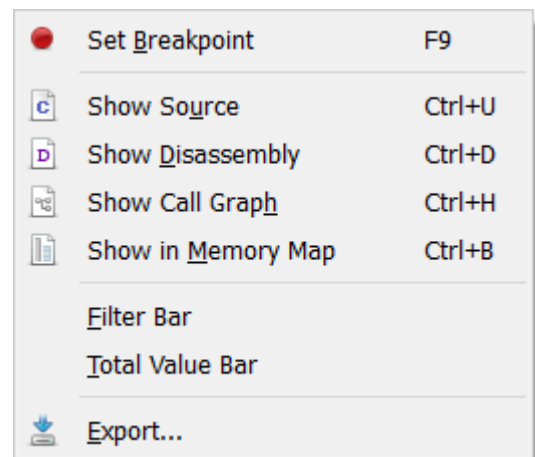 Set Breakpoint F9
C Show Source Ctrl+U
D Show Disassembly Ctrl+D
Show Call Graph Ctrl+H
Show in Memory Map Ctrl+B
Filter Bar
Total Value Bar
Export...